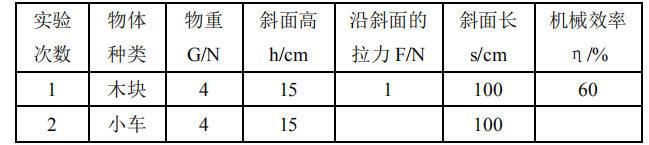 实验次数 物体种类 物重G/N 斜面高h/cm 沿斜面的拉力F/N 斜面长s/cm 机械效率η/%
1 木块 4 15 1 100 60
2 小车 4 15 100